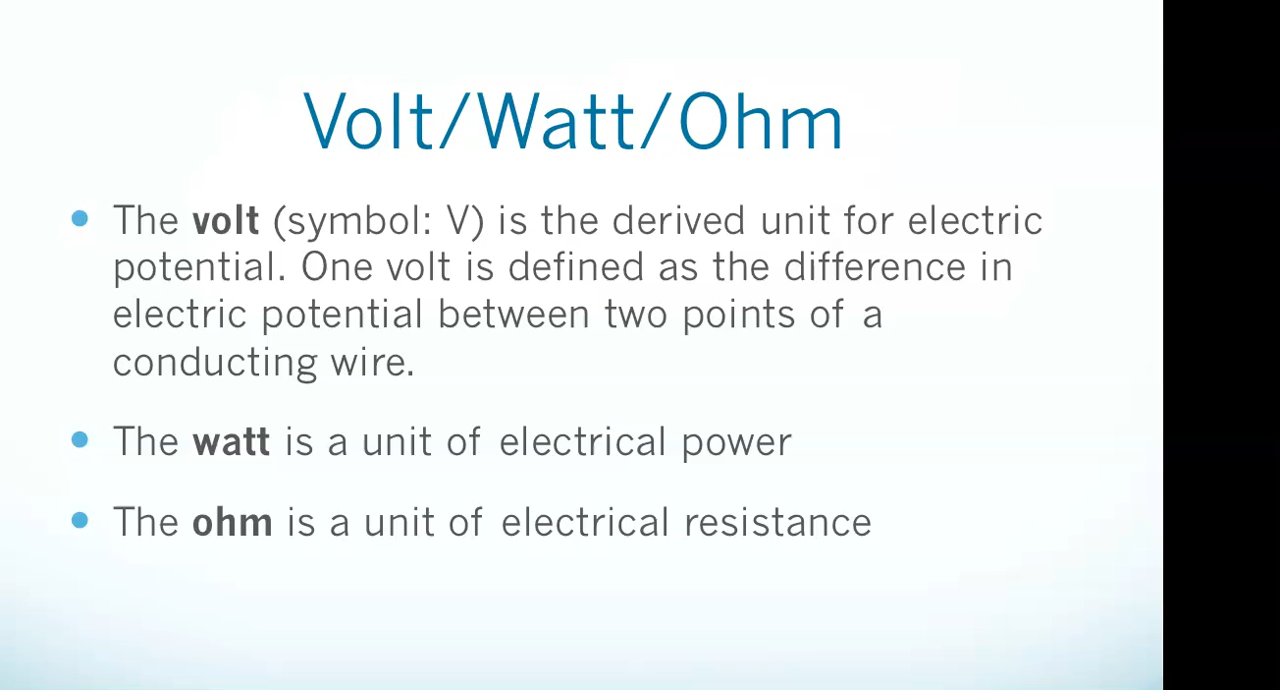 Volt/Watt/Ohm
• The volt (symbol: V) is the derived unit for electric
potential. One volt is defined as the difference in
electric potential between two points of a
conducting wire.
• The watt is a unit of electrical power
• The ohm is a unit of electrical resistance